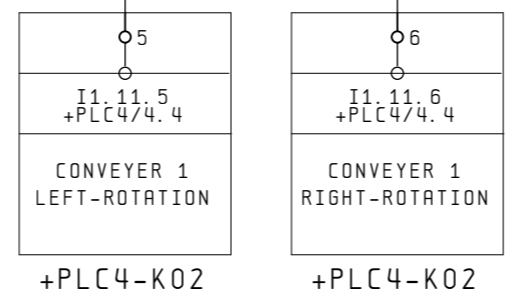 5
I1.11.5
+PLC4/4.4
CONVEYER 1
LEFT-ROTATION
+PLC4-K02
6
I1.11.6
+PLC4/4.4
CONVEYER 1
RIGHT-ROTATION
+PLC4-K02